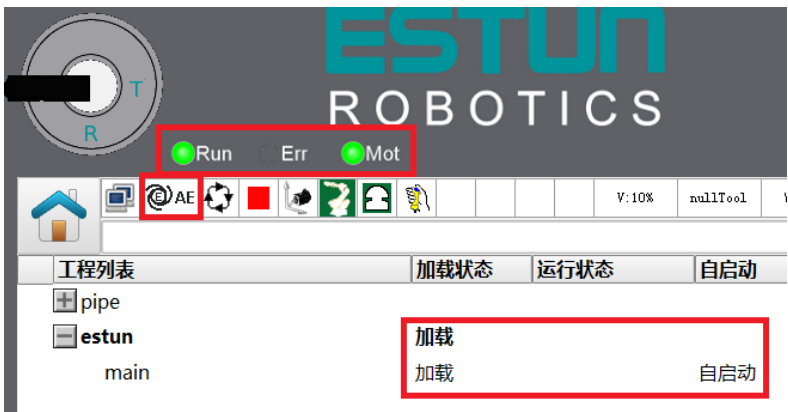 ESTUN
ROBOTICS
T
R
Run Err Mot
E AE V:10% nullTool
工程列表 加载状态 运行状态 自启动
pipe
estun 加载
main 加载 自启动